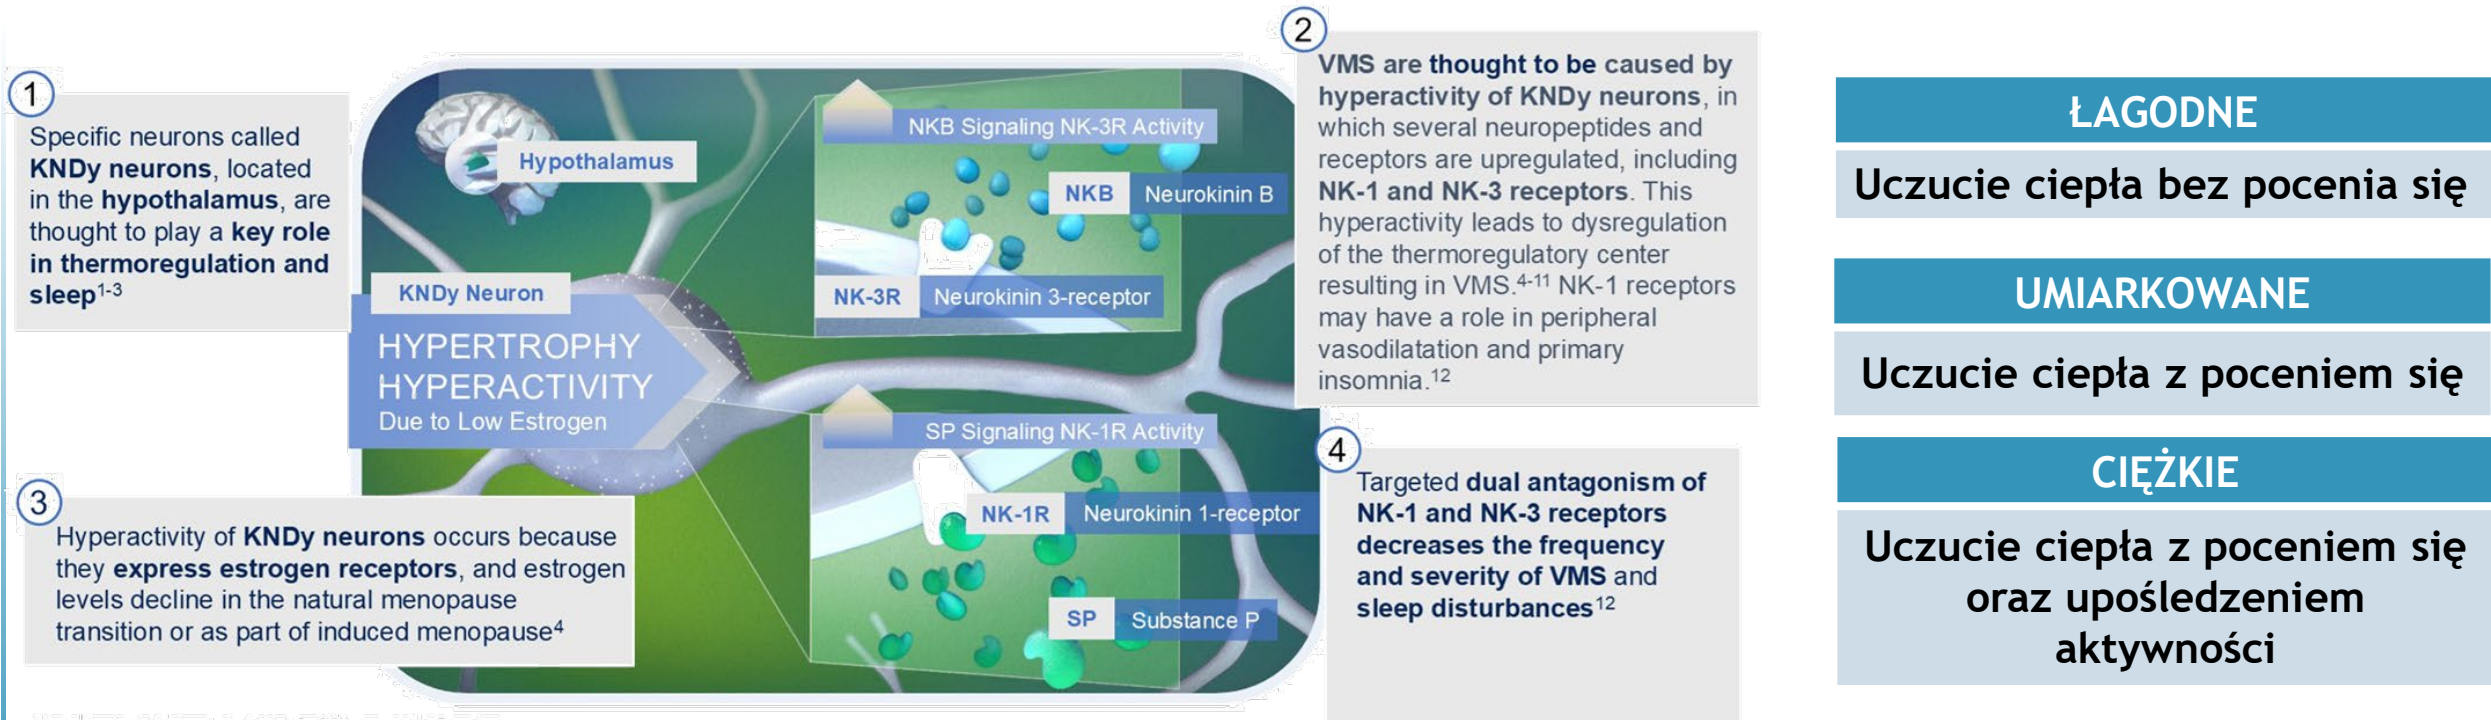 1
Specific neurons called
KNDy neurons, located
in the hypothalamus, are
thought to play a key role
in thermoregulation and
sleep1-3
Hypothalamus
KNDy Neuron
HYPERTROPHY
HYPERACTIVITY
Due to Low Estrogen
NKB Signaling NK-3R Activity
NKB Neurokinin B
NK-3R Neurokinin 3-receptor
SP Signaling NK-1R Activity
NK-1R Neurokinin 1-receptor
SP Substance P
2
VMS are thought to be caused by
hyperactivity of KNDy neurons, in
which several neuropeptides and
receptors are upregulated, including
NK-1 and NK-3 receptors. This
hyperactivity leads to dysregulation
of the thermoregulatory center
resulting in VMS.4-11 NK-1 receptors
may have a role in peripheral
vasodilatation and primary
insomnia.12
3
Hyperactivity of KNDy neurons occurs because
they express estrogen receptors, and estrogen
levels decline in the natural menopause
transition or as part of induced menopause4
4
Targeted dual antagonism of
NK-1 and NK-3 receptors
decreases the frequency
and severity of VMS and
sleep disturbances12
ŁAGODNE
Uczucie ciepła bez pocenia się
UMIARKOWANE
Uczucie ciepła z poceniem się
CIĘŻKIE
Uczucie ciepła z poceniem się
oraz upośledzeniem
aktywności